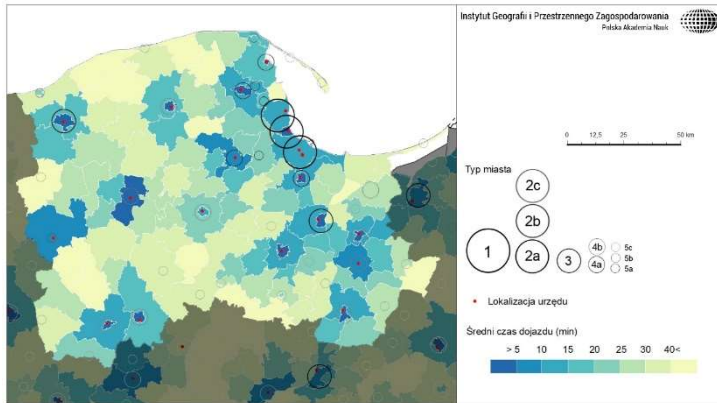 Instytut Geografii i Przestrzennego Zagospodarowania
Polska Akademia Nauk
0 12,5 25 50 km
Typ miasta
2c
2b
1 2a 3 4b 4a 5c 5b 5a
Lokalizacja urzędu
Średni czas dojazdu (min)
> 5 10 15 20 25 30 40<